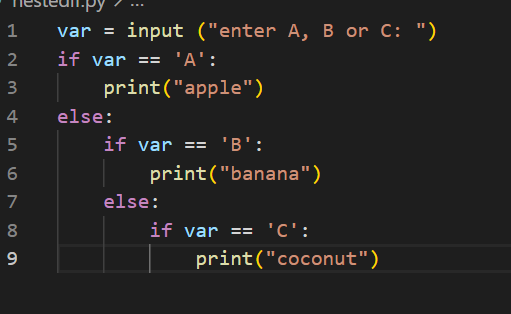 nestedif.py > ...
1 var = input ("enter A, B or C: ")
2 if var == 'A':
3     print("apple")
4 else:
5     if var == 'B':
6         print("banana")
7     else:
8         if var == 'C':
9             print("coconut")